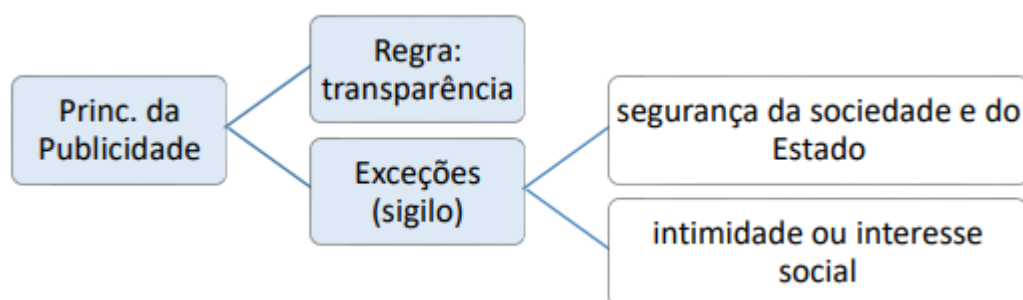 Princ. da
Publicidade
Regra:
transparência
Exceções
(sigilo)
segurança da sociedade e do
Estado
intimidade ou interesse
social